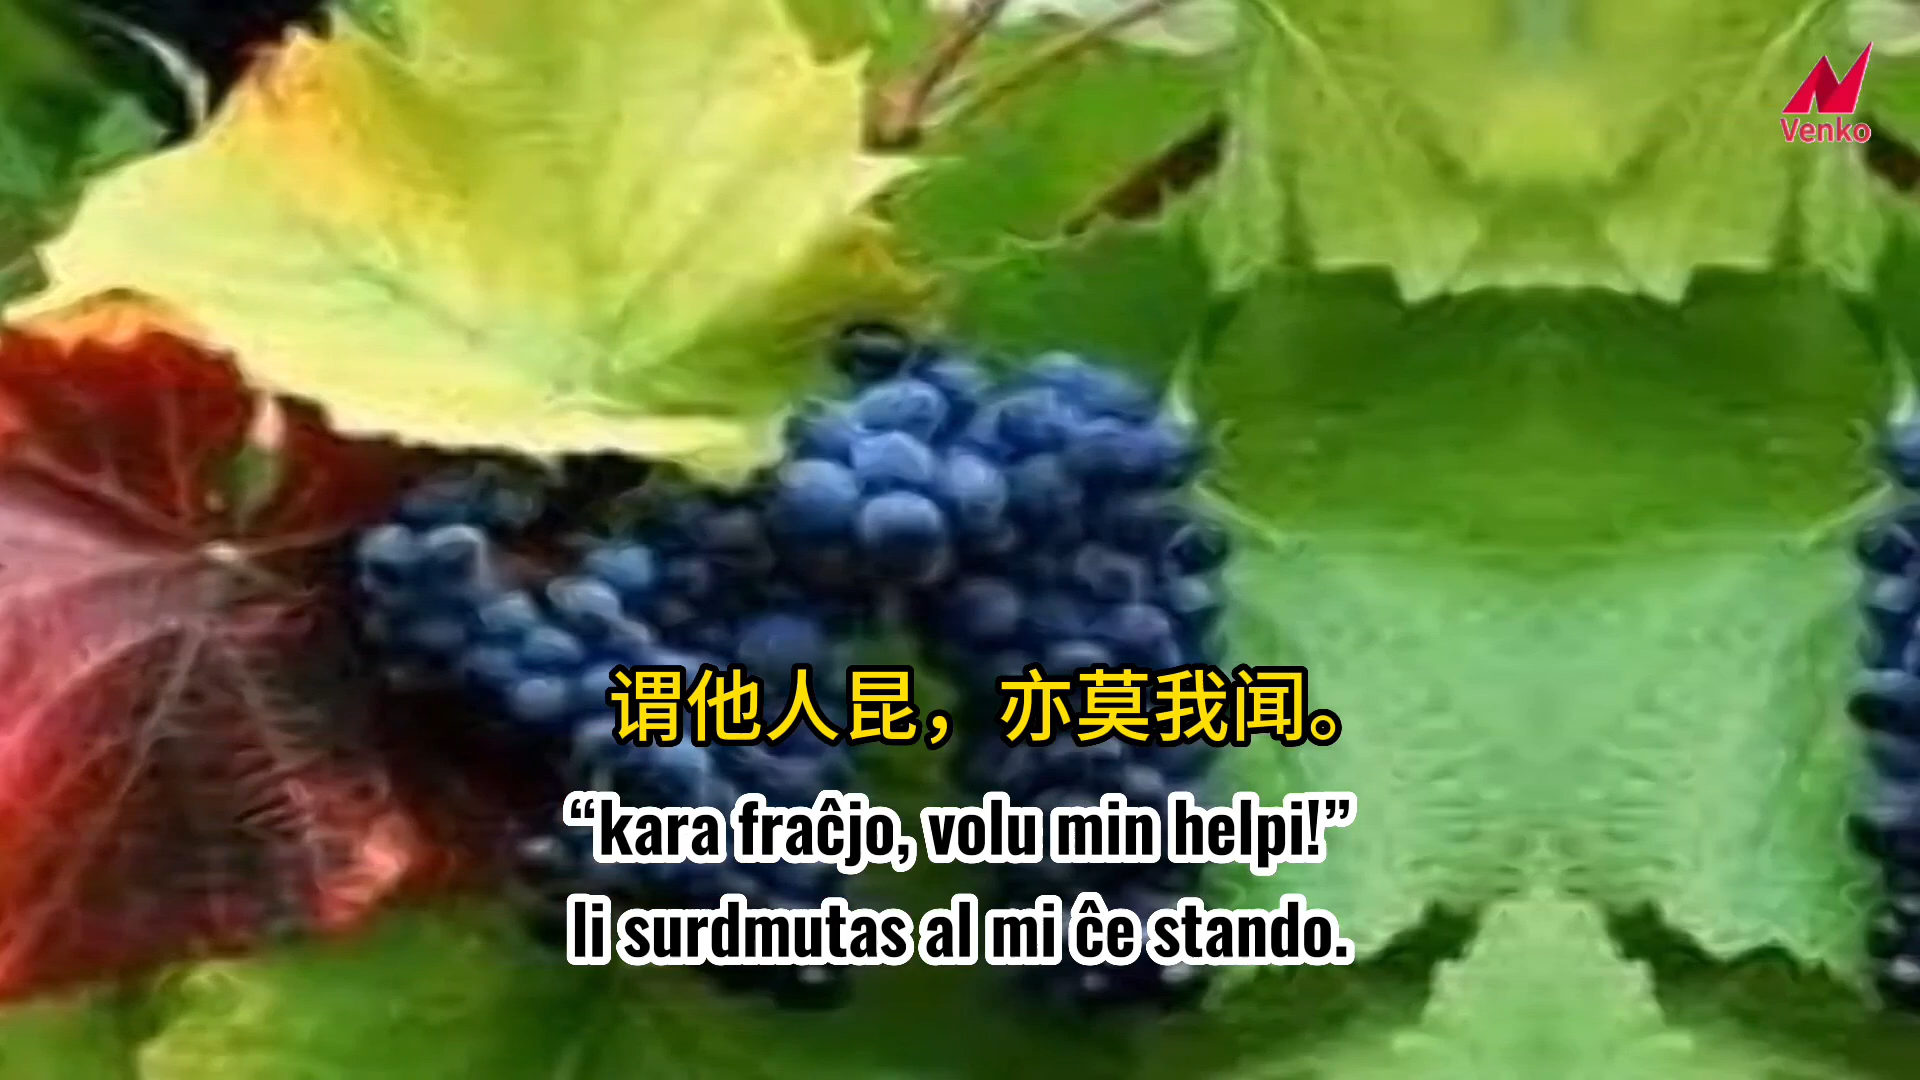 Venko
谓他人昆，亦莫我闻。
“kara fraĉjo, volu min helpi!”
li surdmutas al mi ĉe stando.